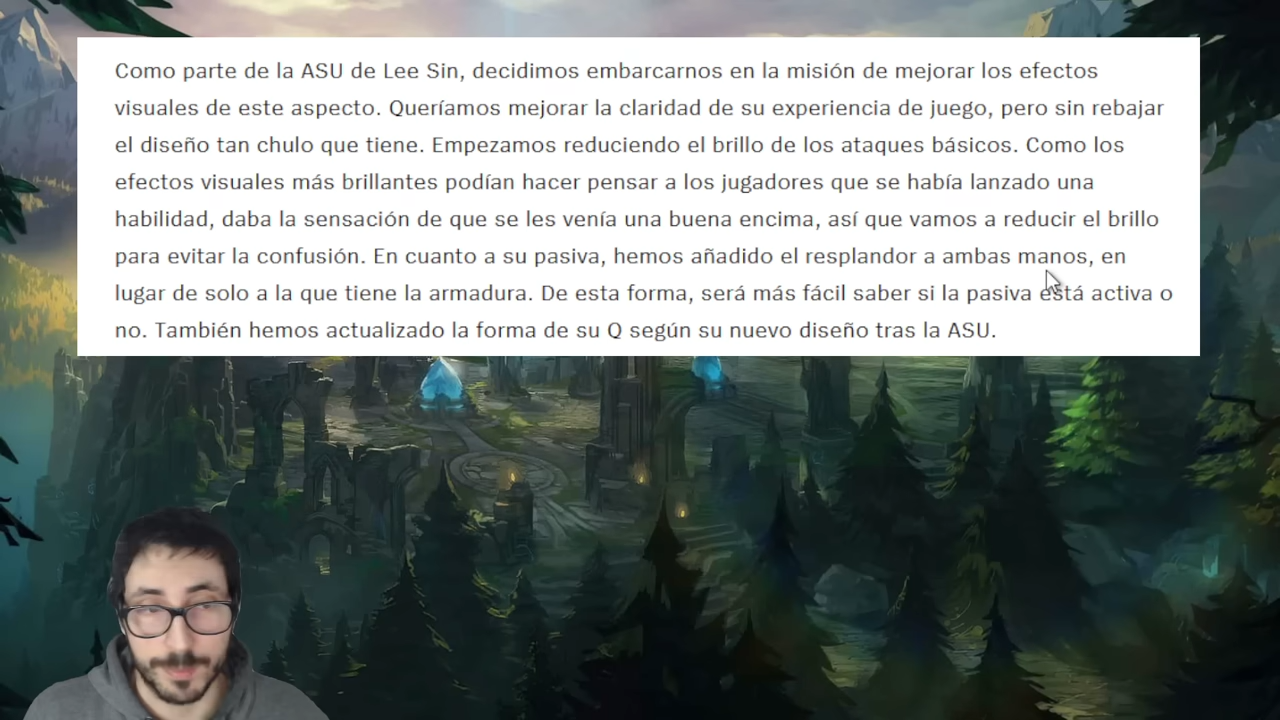 Como parte de la ASU de Lee Sin, decidimos embarcarnos en la misión de mejorar los efectos
visuales de este aspecto. Queríamos mejorar la claridad de su experiencia de juego, pero sin rebajar
el diseño tan chulo que tiene. Empezamos reduciendo el brillo de los ataques básicos. Como los
efectos visuales más brillantes podían hacer pensar a los jugadores que se había lanzado una
habilidad, daba la sensación de que se les venía una buena encima, así que vamos a reducir el brillo
para evitar la confusión. En cuanto a su pasiva, hemos añadido el resplandor a ambas manos, en
lugar de solo a la que tiene la armadura. De esta forma, será más fácil saber si la pasiva está activa o
no. También hemos actualizado la forma de su Q según su nuevo diseño tras la ASU.